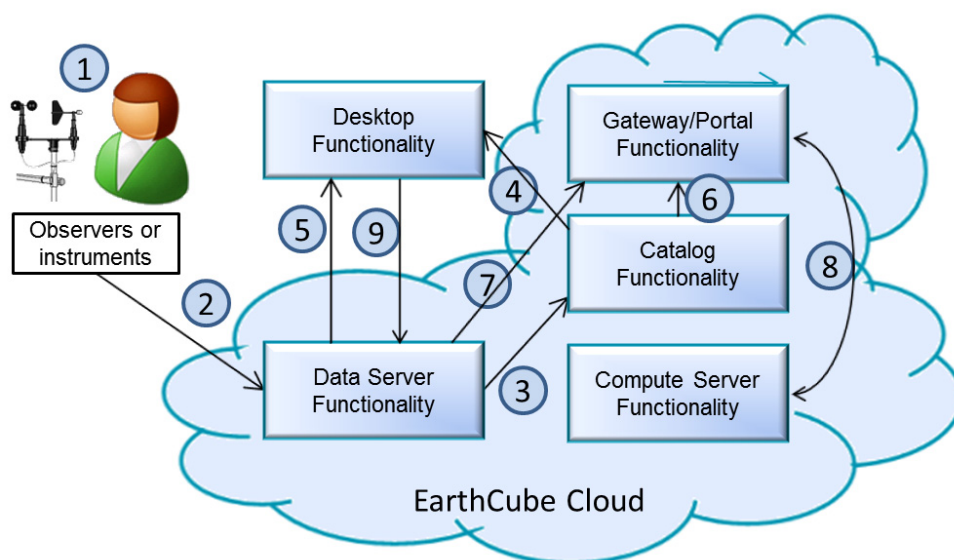 1
Desktop
Functionality
Gateway/Portal
Functionality
4
6
Observers or
instruments
5
9
Catalog
Functionality
2
7
8
Data Server
Functionality
3
Compute Server
Functionality
EarthCube Cloud